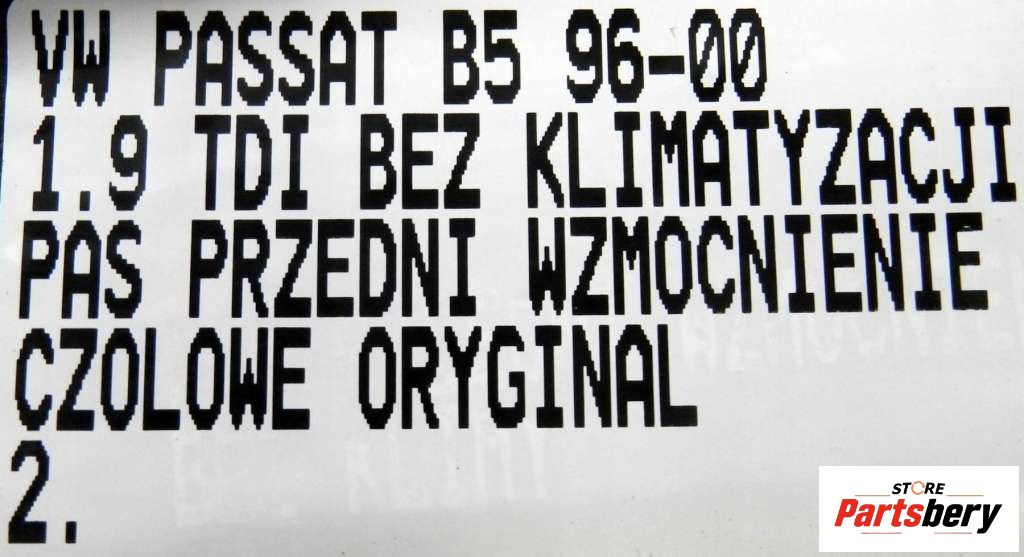 VW PASSAT B5 96-00
1.9 TDI BEZ KLIMATYZACJI
PAS PRZEDNI WZMOCNIENIE
CZOLOWE ORYGINAL
2.
STORE
Partsbery